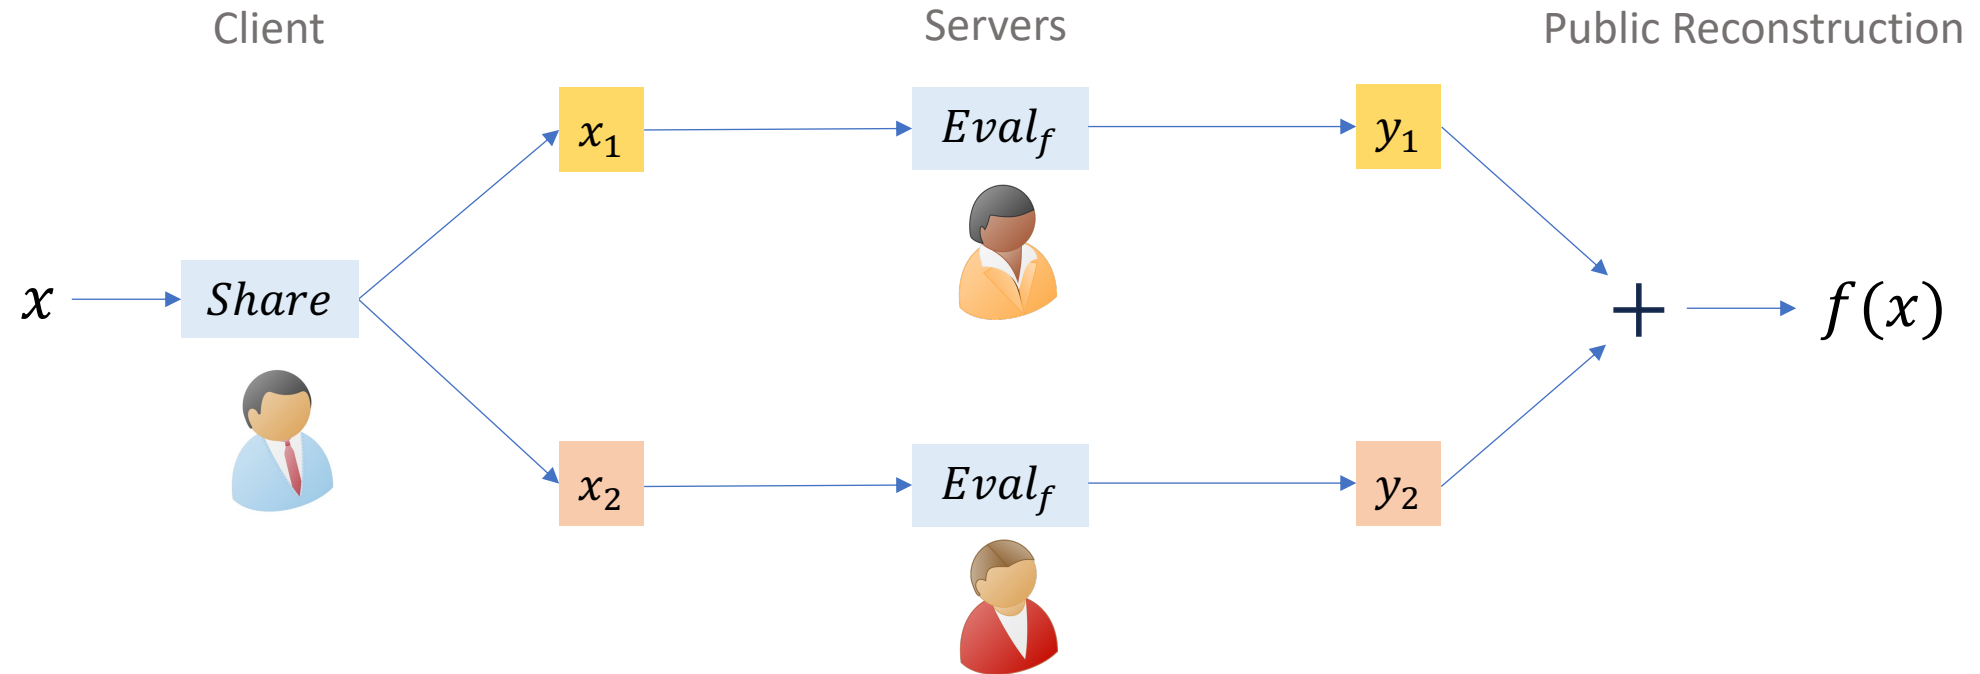 Client
Servers
Public Reconstruction
x₁
Eval_f
y₁
x
Share
+
f(x)
x₂
Eval_f
y₂